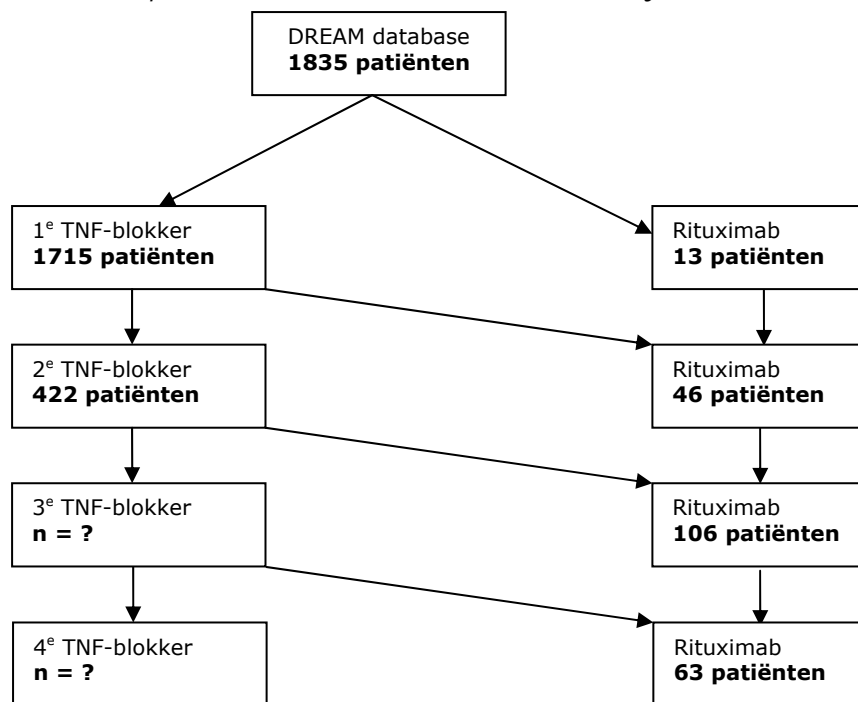 DREAM database
1835 patiënten
1e TNF-blokker
1715 patiënten
Rituximab
13 patiënten
2e TNF-blokker
422 patiënten
Rituximab
46 patiënten
3e TNF-blokker
n = ?
Rituximab
106 patiënten
4e TNF-blokker
n = ?
Rituximab
63 patiënten